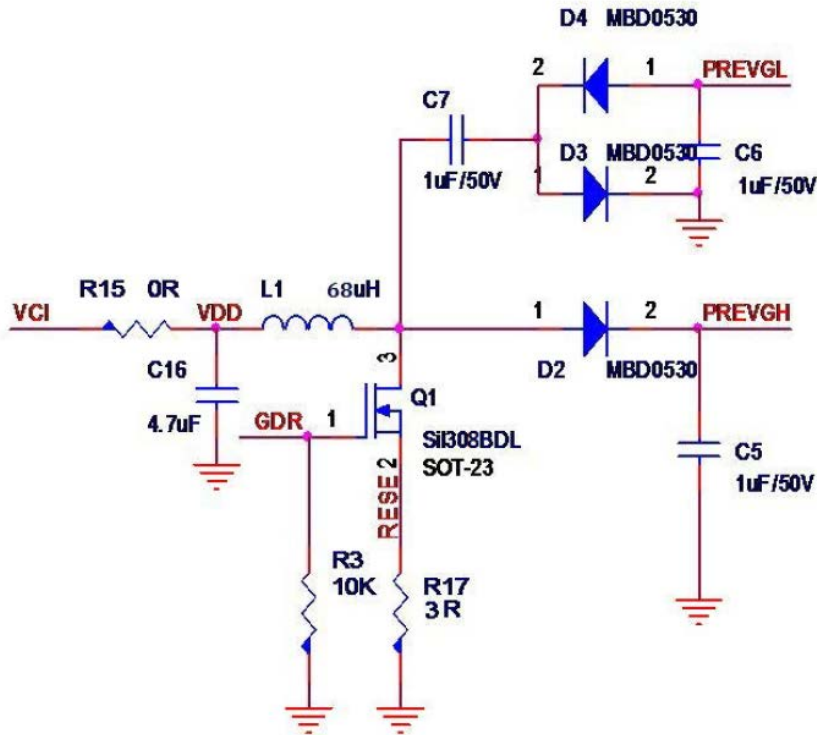 D4 MBD0530
2 1 PREVGL
C7
1uF/50V
D3 MBD0530
1 2
C6
1uF/50V
R15 0R
L1 68uH
VCI
VDD
1 2 PREVGH
D2 MBD0530
C16
4.7uF
3
Q1
GDR
1
Si1308BDL
SOT-23
2
RESE
C5
1uF/50V
R3
10K
R17
3R